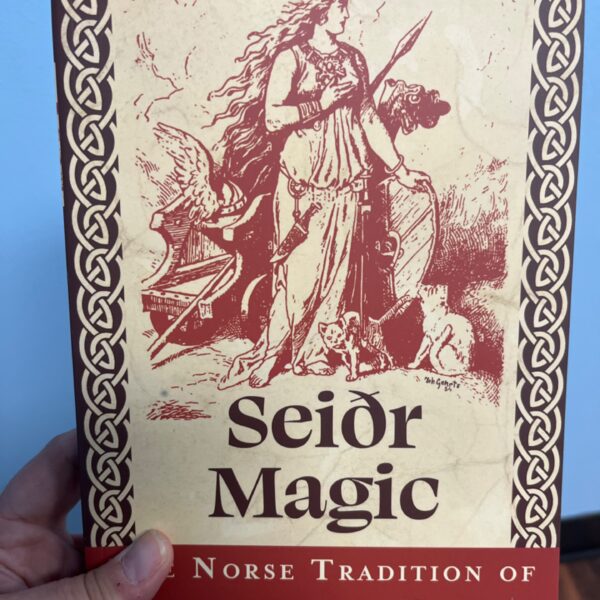 Seiðr
Magic
Norse Tradition of